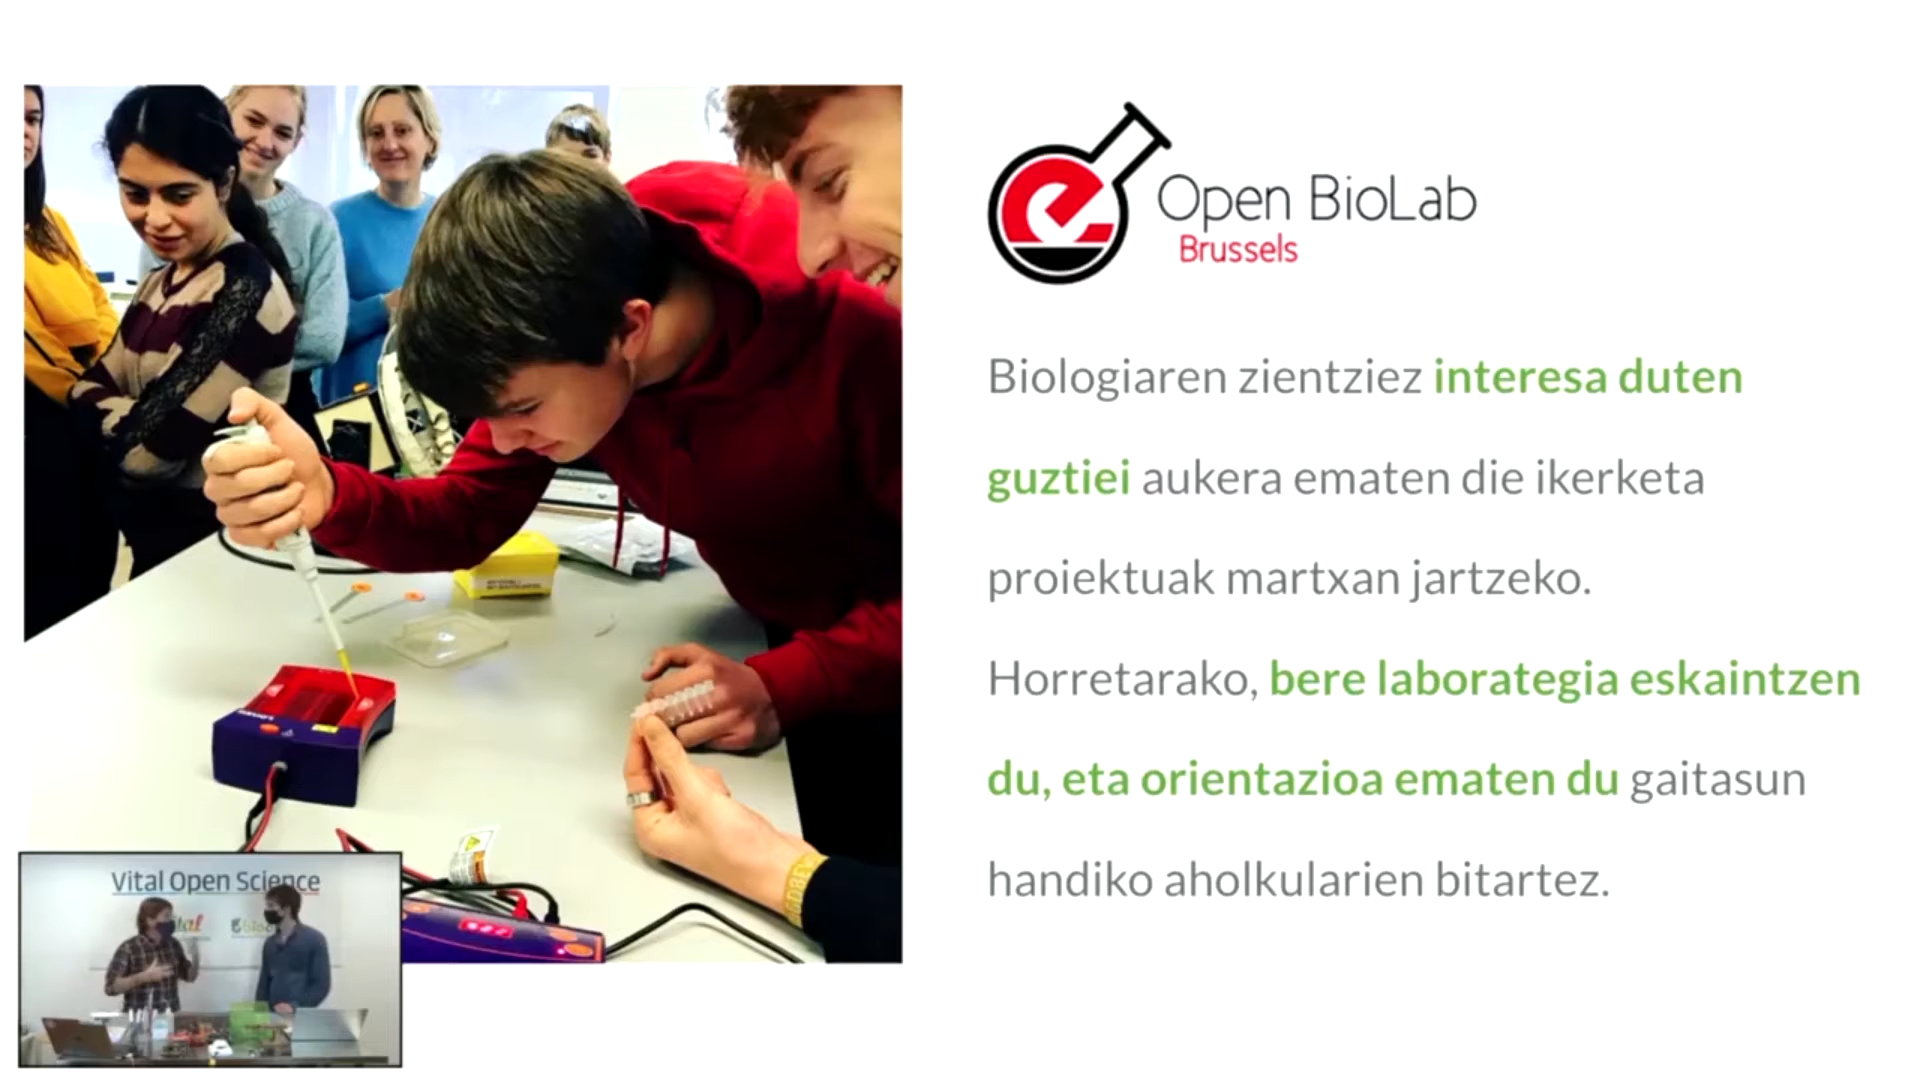 Open BioLab
Brussels
Biologiaren zientziez interesa duten
guztiei aukera ematen die ikerketa
proiektuak martxan jartzeko.
Horretarako, bere laborategia eskaintzen
du, eta orientazioa ematen du gaitasun
handiko aholkularien bitartez.
Vital Open Science